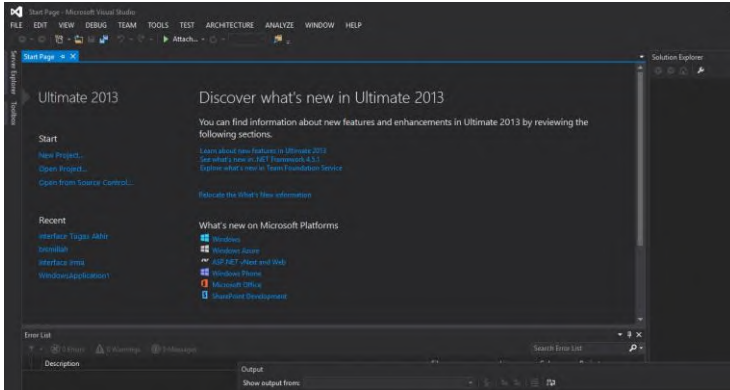 Start Page - Microsoft Visual Studio
FILE EDIT VIEW DEBUG TEAM TOOLS TEST ARCHITECTURE ANALYZE WINDOW HELP
Attach...
Server Explorer
Toolbox
Start Page
Solution Explorer
Ultimate 2013
Start
New Project...
Open Project...
Open from Source Control...
Recent
interface Tugas Akhir
bismillah
interface Irma
WindowsApplication1
Discover what's new in Ultimate 2013
You can find information about new features and enhancements in Ultimate 2013 by reviewing the
following sections.
Learn about new features in Ultimate 2013
See what's new in .NET Framework 4.5.1
Explore what's new in Team Foundation Service
Relocate the What's New information
What's new on Microsoft Platforms
Windows
Windows Azure
ASP.NET vNext and Web
Windows Phone
Microsoft Office
SharePoint Development
Error List
0 Errors 0 Warnings 0 Messages
Search Error List
Description
Output
Show output from: